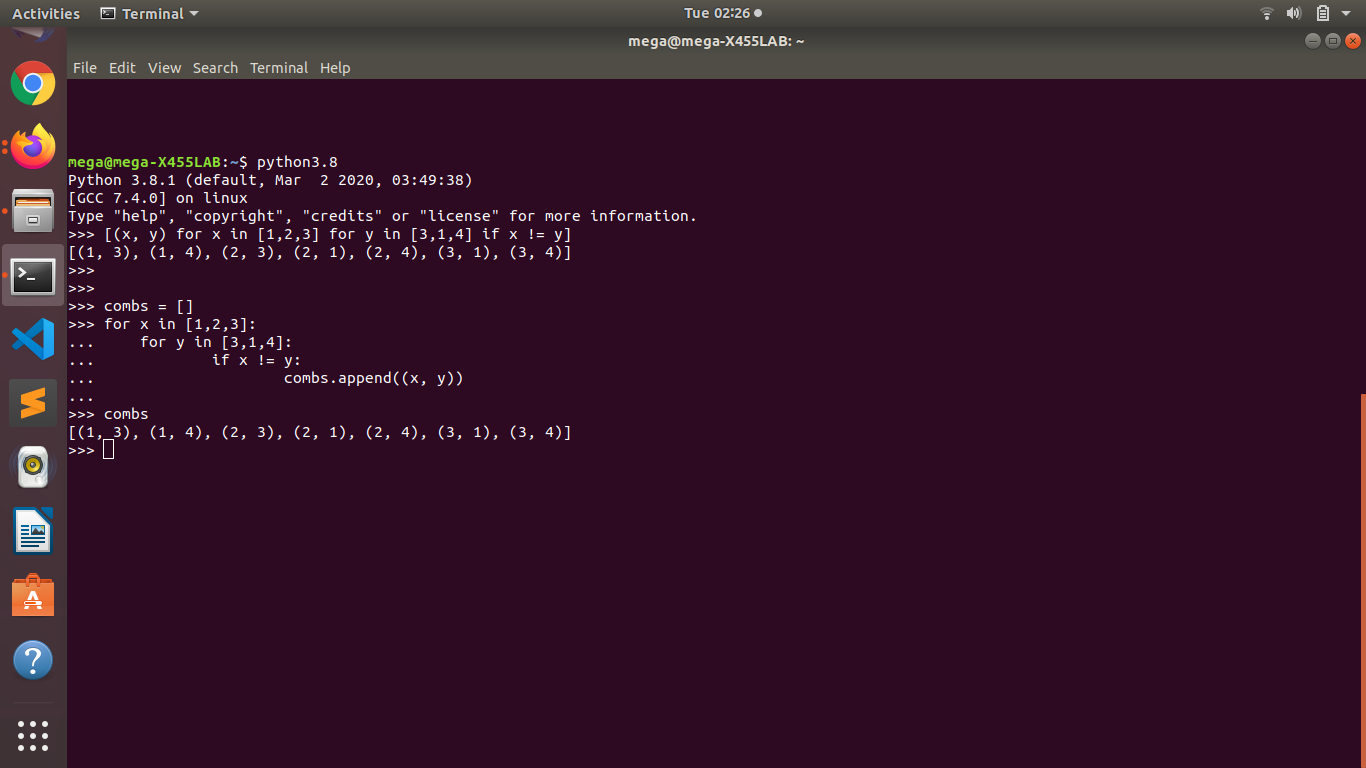 Activities Terminal Tue 02:26
mega@mega-X455LAB: ~
File Edit View Search Terminal Help
mega@mega-X455LAB:~$ python3.8
Python 3.8.1 (default, Mar  2 2020, 03:49:38)
[GCC 7.4.0] on linux
Type "help", "copyright", "credits" or "license" for more information.
>>> [(x, y) for x in [1,2,3] for y in [3,1,4] if x != y]
[(1, 3), (1, 4), (2, 3), (2, 1), (2, 4), (3, 1), (3, 4)]
>>>
>>>
>>> combs = []
>>> for x in [1,2,3]:
...     for y in [3,1,4]:
...             if x != y:
...                     combs.append((x, y))
...
>>> combs
[(1, 3), (1, 4), (2, 3), (2, 1), (2, 4), (3, 1), (3, 4)]
>>>